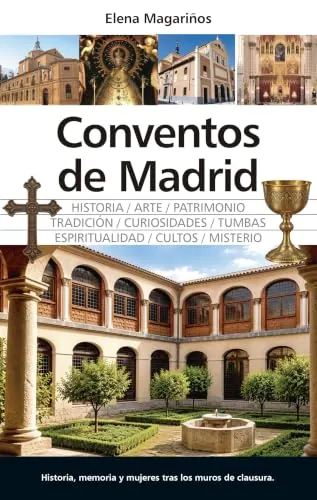 Elena Magariños
Conventos
de Madrid
HISTORIA / ARTE / PATRIMONIO
TRADICIÓN / CURIOSIDADES / TUMBAS
ESPIRITUALIDAD / CULTOS / MISTERIO
Historia, memoria y mujeres tras los muros de clausura.